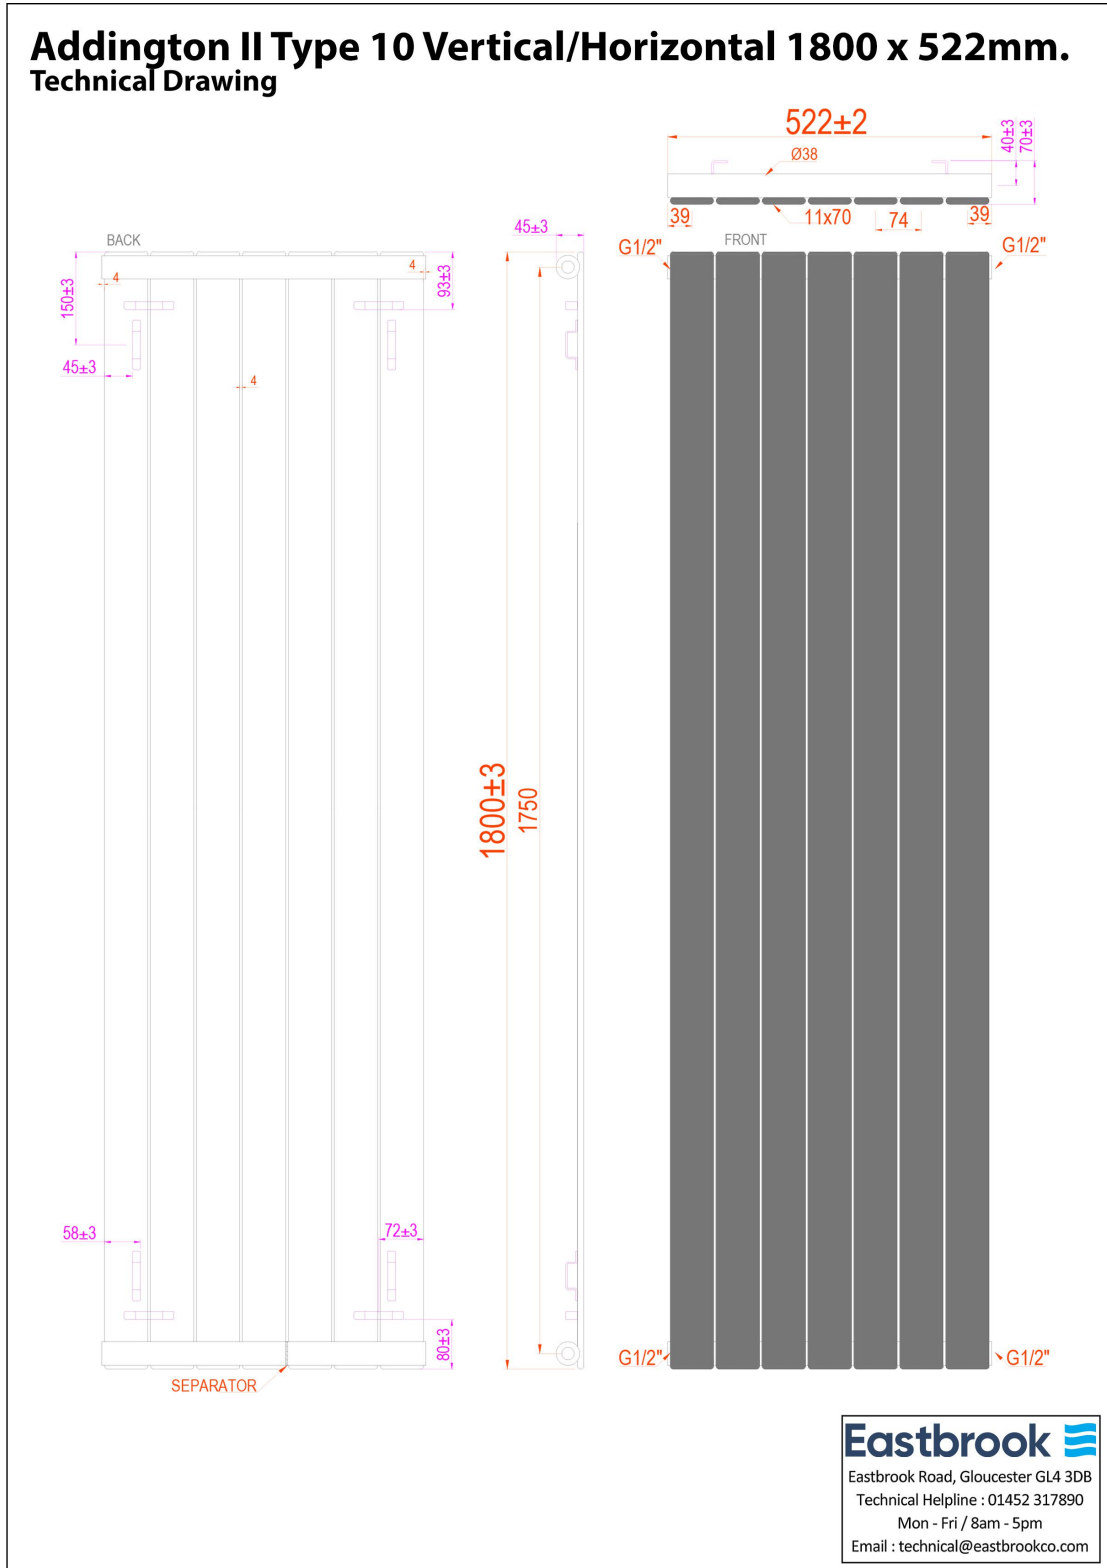 Addington II Type 10 Vertical/Horizontal 1800 x 522mm.
Technical Drawing
522±2
Ø38
40±3
70±3
39
11x70
74
39
BACK
45±3
FRONT
G1/2"
G1/2"
4
4
150±3
93±3
45±3
4
1800±3
1750
58±3
72±3
80±3
SEPARATOR
G1/2"
G1/2"
Eastbrook
Eastbrook Road, Gloucester GL4 3DB
Technical Helpline : 01452 317890
Mon - Fri / 8am - 5pm
Email : technical@eastbrookco.com